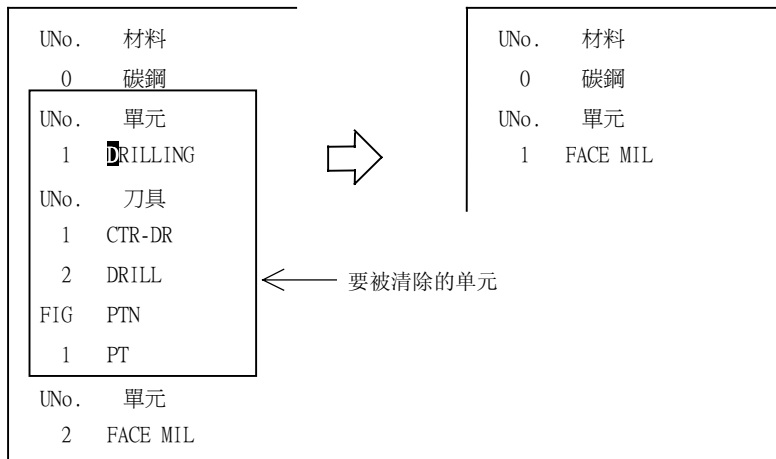 UNo. 材料
0 碳鋼
UNo. 單元
1 DRILLING
UNo. 刀具
1 CTR-DR
2 DRILL
FIG PTN
1 PT
UNo. 單元
2 FACE MIL
要被清除的单元
UNo. 材料
0 碳鋼
UNo. 單元
1 FACE MIL